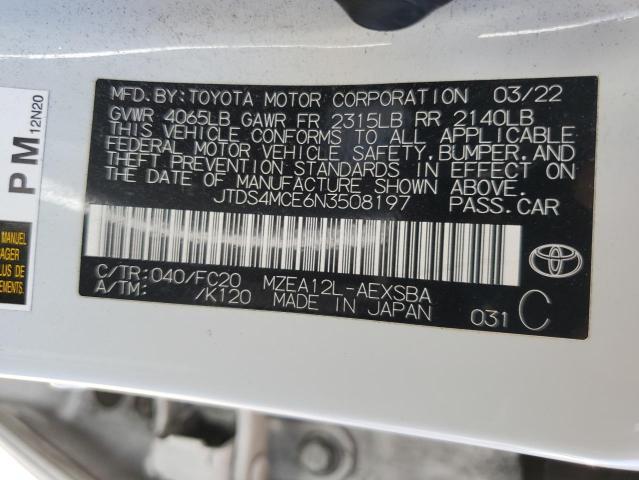 MFD. BY: TOYOTA MOTOR CORPORATION 03/22
GVWR 4065LB GAWR FR 2315LB RR 2140LB
THIS VEHICLE CONFORMS TO ALL APPLICABLE
FEDERAL MOTOR VEHICLE SAFETY, BUMPER, AND
THEFT PREVENTION STANDARDS IN EFFECT ON
THE DATE OF MANUFACTURE SHOWN ABOVE.
JTDS4MCE6N3508197 PASS.CAR
C/TR:040/FC20 MZEA12L-AEXSBA
A/TM: /K120 MADE IN JAPAN
031 C
TOYOTA
PM
12N20
MANUEL
AGER
PLUS DE
IONS